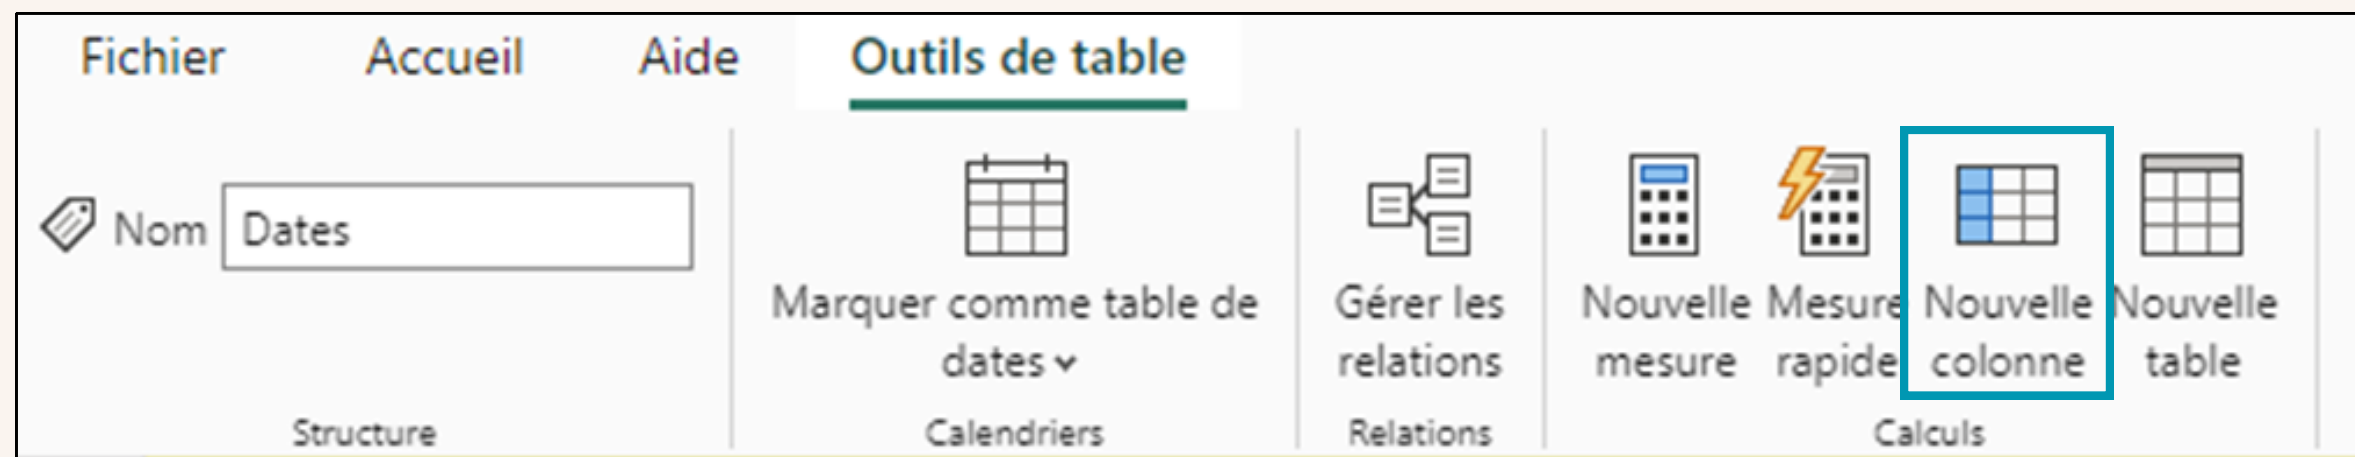 Fichier Accueil Aide Outils de table
Nom Dates
Marquer comme table de
dates
Gérer les
relations
Nouvelle
mesure
Mesure
rapide
Nouvelle
colonne
Nouvelle
table
Structure Calendriers Relations Calculs